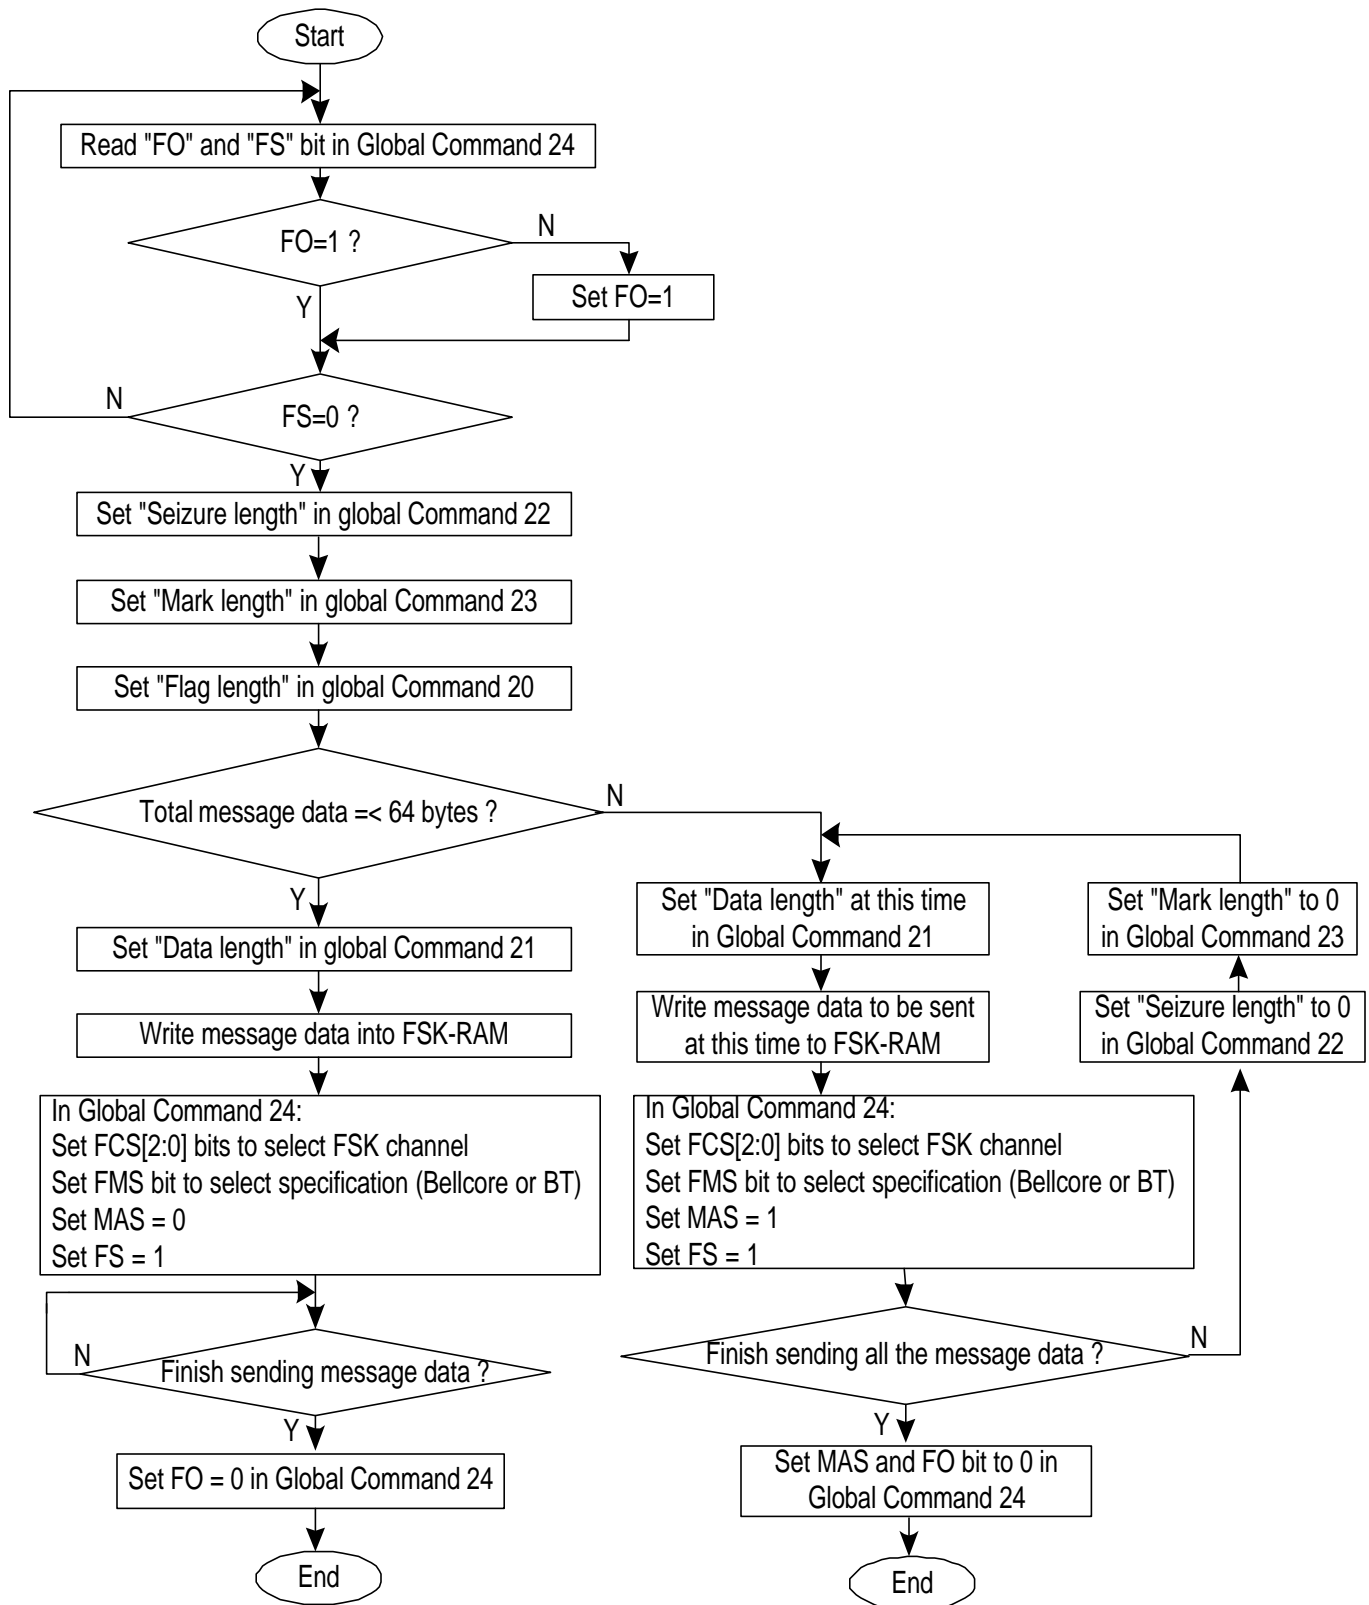 Start
Read "FO" and "FS" bit in Global Command 24
FO=1 ?
N
Set FO=1
Y
FS=0 ?
N
Y
Set "Seizure length" in global Command 22
Set "Mark length" in global Command 23
Set "Flag length" in global Command 20
Total message data =< 64 bytes ?
N
Y
Set "Data length" in global Command 21
Write message data into FSK-RAM
In Global Command 24:
Set FCS[2:0] bits to select FSK channel
Set FMS bit to select specification (Bellcore or BT)
Set MAS = 0
Set FS = 1
N
Finish sending message data ?
Y
Set FO = 0 in Global Command 24
End
Set "Data length" at this time
in Global Command 21
Write message data to be sent
at this time to FSK-RAM
In Global Command 24:
Set FCS[2:0] bits to select FSK channel
Set FMS bit to select specification (Bellcore or BT)
Set MAS = 1
Set FS = 1
Finish sending all the message data ?
N
Y
Set MAS and FO bit to 0 in
Global Command 24
End
Set "Mark length" to 0
in Global Command 23
Set "Seizure length" to 0
in Global Command 22